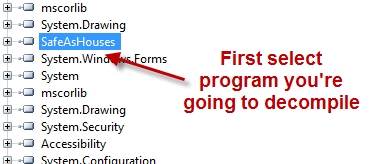 mscorlib
System.Drawing
SafeAsHouses
System.Windows.Forms
System
mscorlib
System.Drawing
System.Security
Accessibility
System.Configuration
First select
program you're
going to decompile